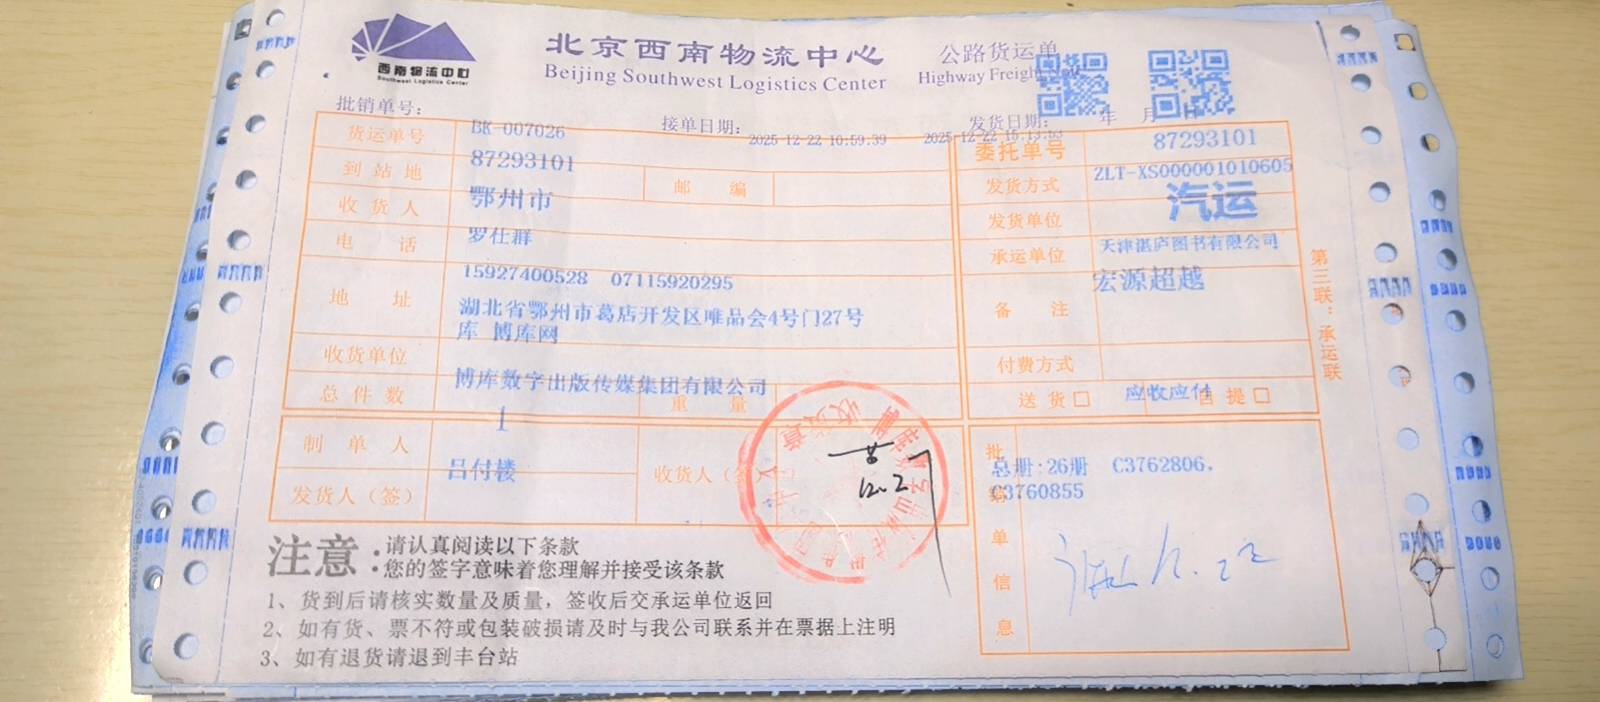 西南物流中心
Southwest Logistics Center
北京西南物流中心
Beijing Southwest Logistics Center
公路货运单
Highway Freight
批销单号:
BK-007026
接单日期:
2025-12-22 10:59:39
发货日期:
年 月
货运单号
87293101
委托单号
87293101
ZLT-XS000001010605
到站地
鄂州市
邮 编
发货方式
汽运
收货人
罗仕群
发货单位
天津湛庐图书有限公司
电 话
15927400528 07115920295
承运单位
宏源超越
地 址
湖北省鄂州市葛店开发区唯品会4号门27号
库 博库网
备 注
收货单位
博库数字出版传媒集团有限公司
付费方式
应收应付
总件数
1
重 量
送货□
自提□
制单人
吕付楼
发货人（签）
收货人（签）
批销单信息
总册:26册 C3762806.
C3760855
12.22
第三联：承运联
注意:
请认真阅读以下条款
您的签字意味着您理解并接受该条款
1、货到后请核实数量及质量，签收后交承运单位返回
2、如有货、票不符或包装破损请及时与我公司联系并在票据上注明
3、如有退货请退到丰台站